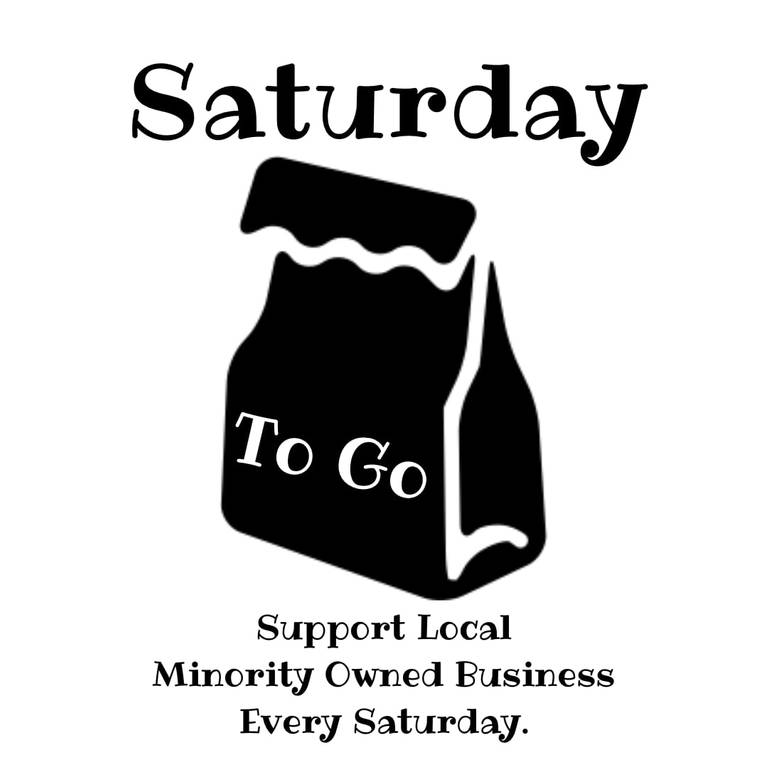 Saturday
To Go
Support Local
Minority Owned Business
Every Saturday.